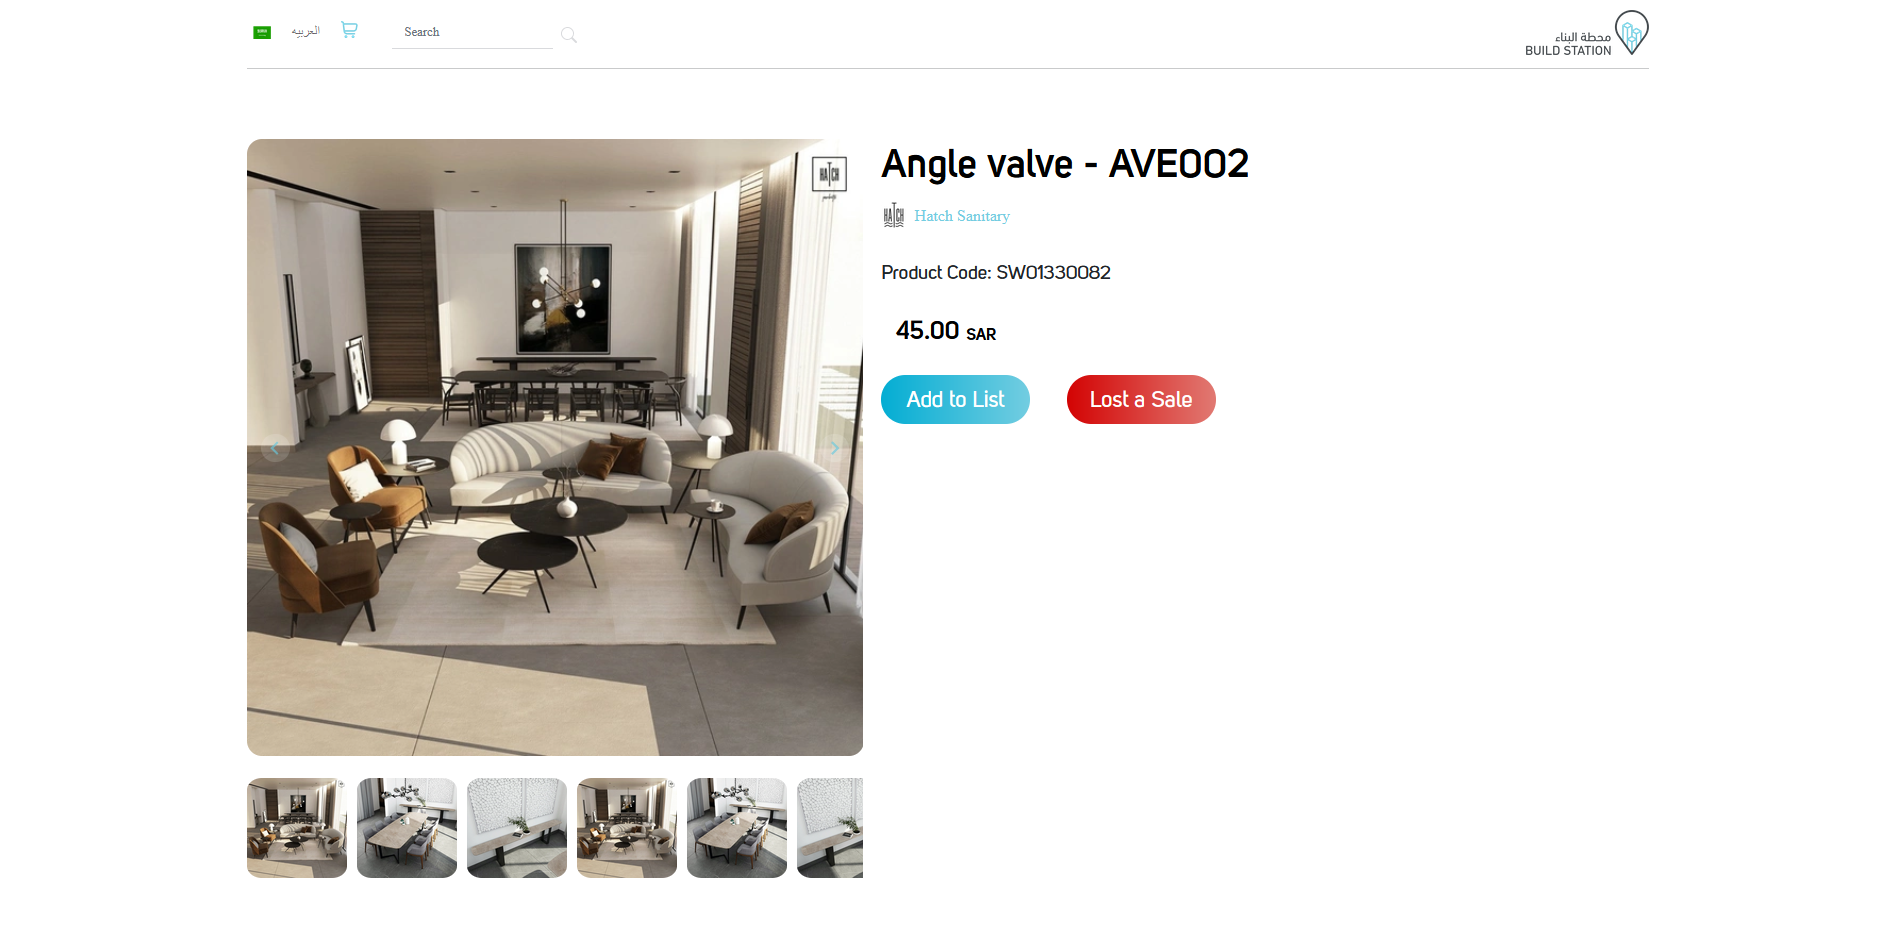 العربيه
Search
محطة البناء
BUILD STATION
HATCH
Angle valve - AVE002
HATCH
Hatch Sanitary
Product Code: SW01330082
45.00 SAR
Add to List
Lost a Sale